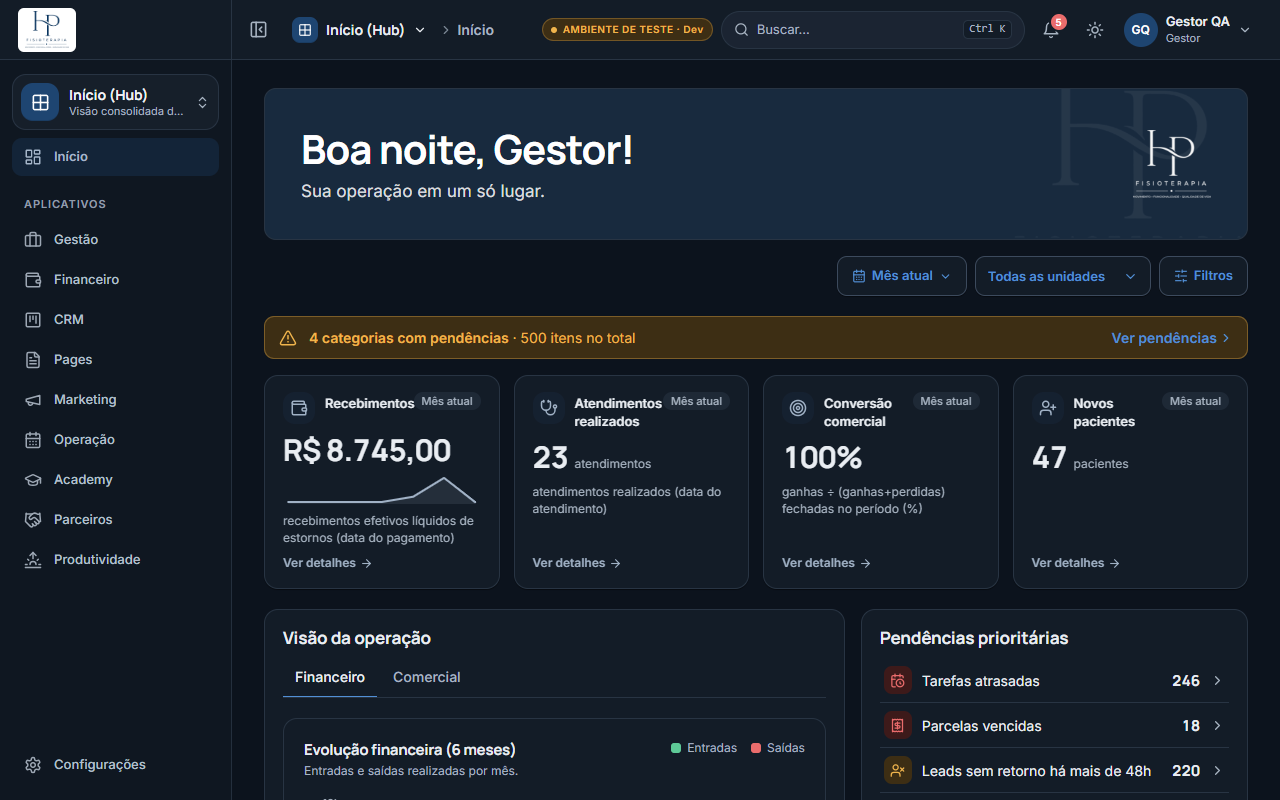 HP
FISIOTERAPIA
Início (Hub)
Início
AMBIENTE DE TESTE · Dev
Buscar...
Ctrl K
5
GQ
Gestor QA
Gestor
Início (Hub)
Visão consolidada d...
Início
APLICATIVOS
Gestão
Financeiro
CRM
Pages
Marketing
Operação
Academy
Parceiros
Produtividade
Configurações
Boa noite, Gestor!
Sua operação em um só lugar.
HP
FISIOTERAPIA
Mês atual
Todas as unidades
Filtros
4 categorias com pendências · 500 itens no total
Ver pendências
Recebimentos
Mês atual
R$ 8.745,00
recebimentos efetivos líquidos de
estornos (data do pagamento)
Ver detalhes →
Atendimentos
realizados
Mês atual
23 atendimentos
atendimentos realizados (data do
atendimento)
Ver detalhes →
Conversão
comercial
Mês atual
100%
ganhas ÷ (ganhas+perdidas)
fechadas no período (%)
Ver detalhes →
Novos
pacientes
Mês atual
47 pacientes
Ver detalhes →
Visão da operação
Financeiro
Comercial
Evolução financeira (6 meses)
Entradas e saídas realizadas por mês.
Entradas
Saídas
Pendências prioritárias
Tarefas atrasadas 246
Parcelas vencidas 18
Leads sem retorno há mais de 48h 220